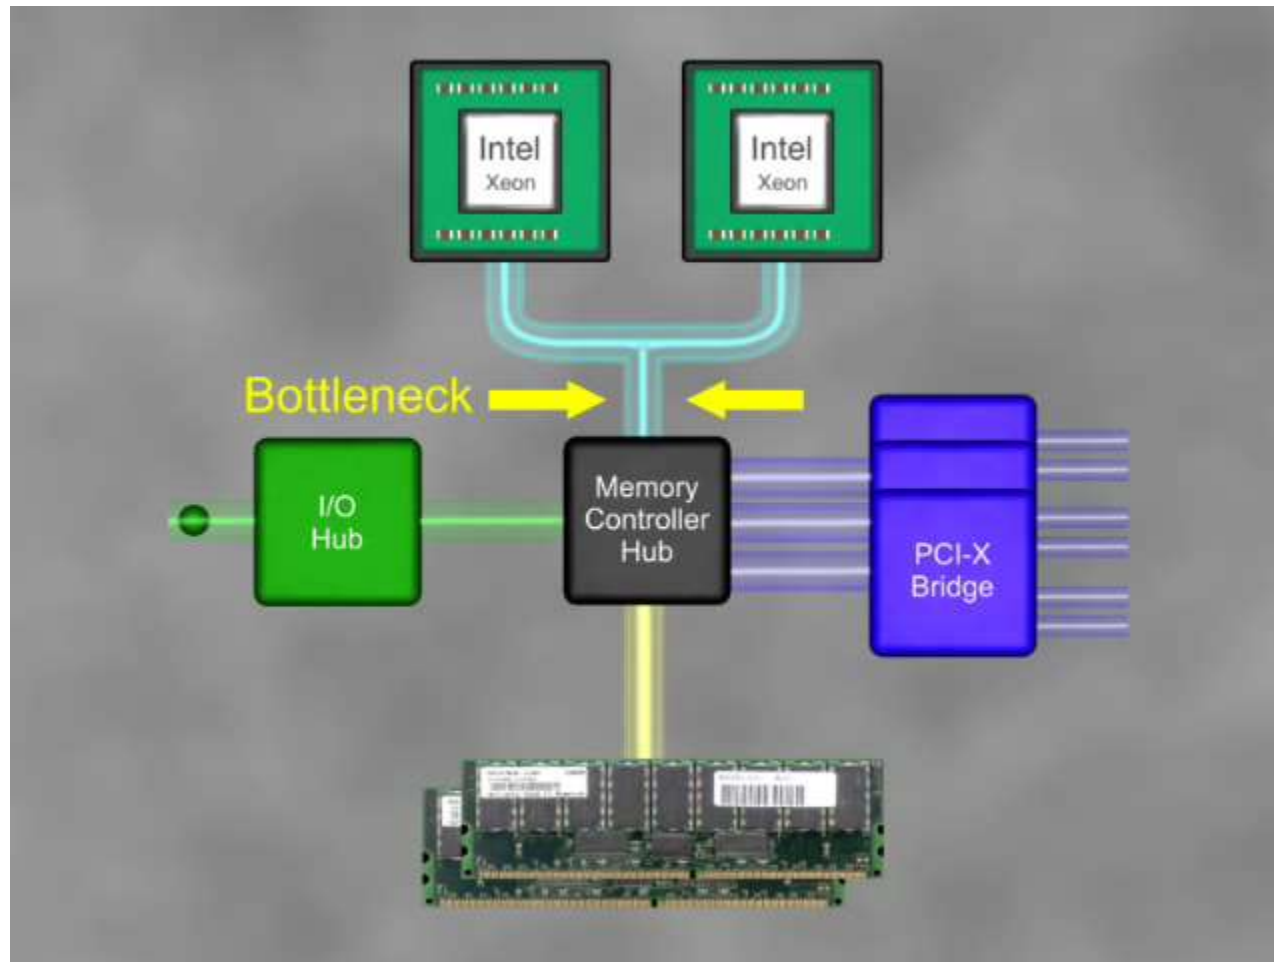 Intel
Xeon
Intel
Xeon
Bottleneck
I/O
Hub
Memory
Controller
Hub
PCI-X
Bridge